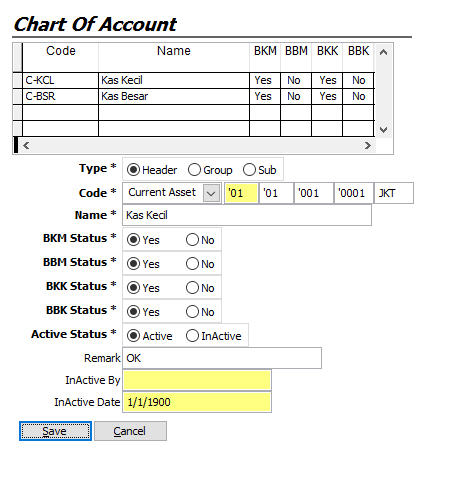 Chart Of Account
Code Name BKM BBM BKK BBK
C-KCL Kas Kecil Yes No Yes No
C-BSR Kas Besar Yes No Yes No
Type * Header Group Sub
Code * Current Asset '01 '01 '001 '0001 JKT
Name * Kas Kecil
BKM Status * Yes No
BBM Status * Yes No
BKK Status * Yes No
BBK Status * Yes No
Active Status * Active InActive
Remark OK
InActive By
InActive Date 1/1/1900
Save Cancel